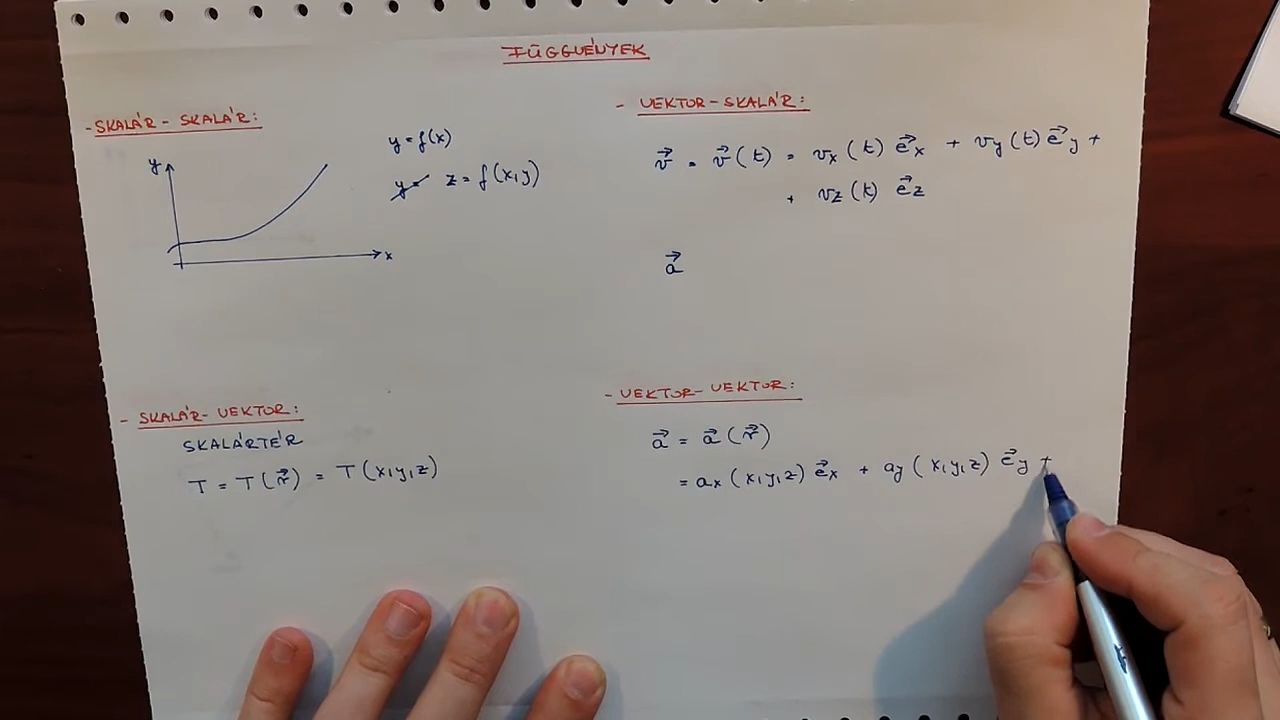 FÜGGVÉNYEK
- SKALÁR - SKALÁR:
y
x
y = f(x)
y = z = f(x,y)
- VEKTOR - SKALÁR:
v⃗ = v⃗(t) = vx(t) e⃗x + vy(t) e⃗y +
+ vz(t) e⃗z
a⃗
- SKALÁR - VEKTOR:
SKALÁRTÉR
T = T(r⃗) = T(x,y,z)
- VEKTOR - VEKTOR:
a⃗ = a⃗(r⃗)
= ax(x,y,z) e⃗x + ay(x,y,z) e⃗y +